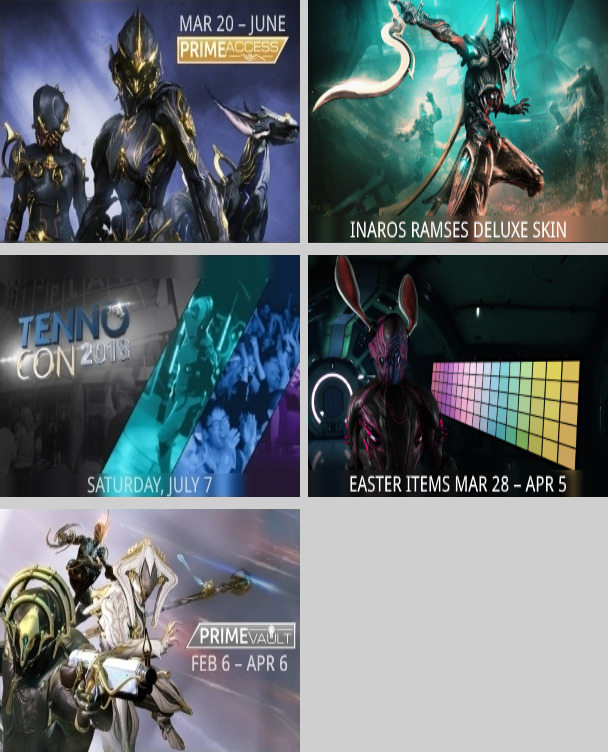 MAR 20 – JUNE
PRIME ACCESS
INAROS RAMSES DELUXE SKIN
TENNO
CON 2018
SATURDAY, JULY 7
EASTER ITEMS MAR 28 – APR 5
PRIME VAULT
FEB 6 – APR 6